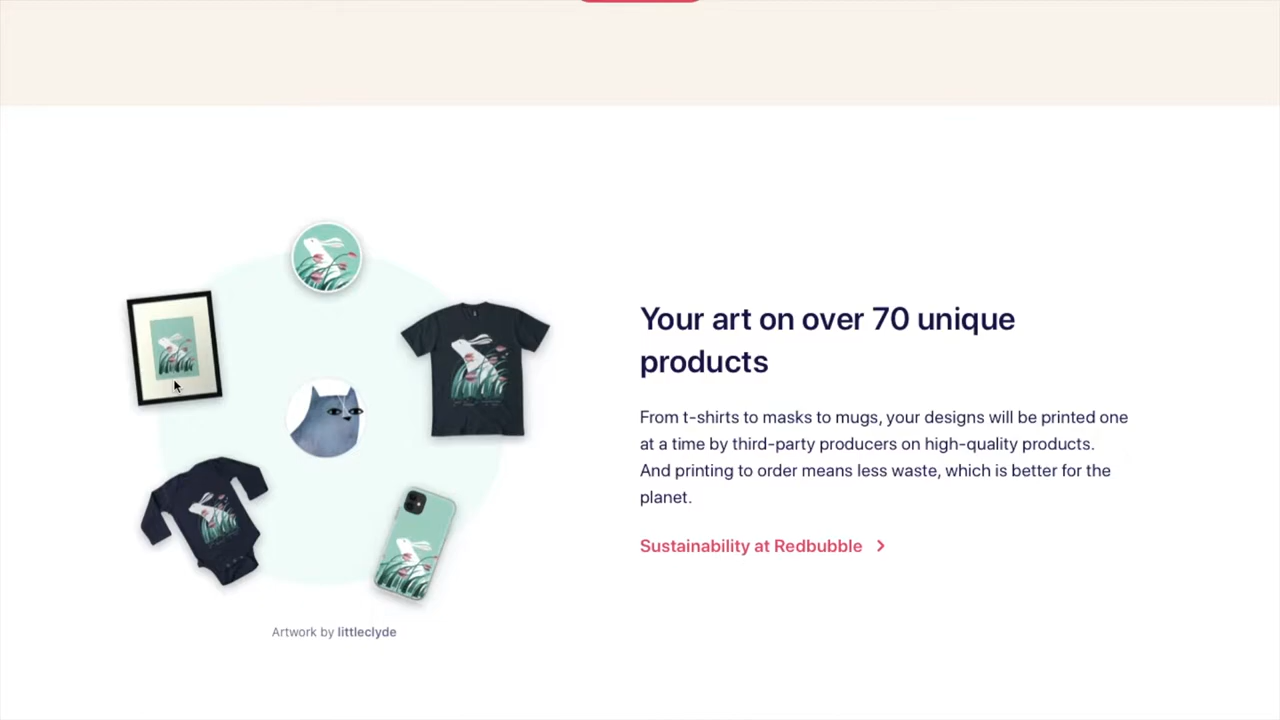 Your art on over 70 unique
products
From t-shirts to masks to mugs, your designs will be printed one
at a time by third-party producers on high-quality products.
And printing to order means less waste, which is better for the
planet.
Sustainability at Redbubble
Artwork by littleclyde